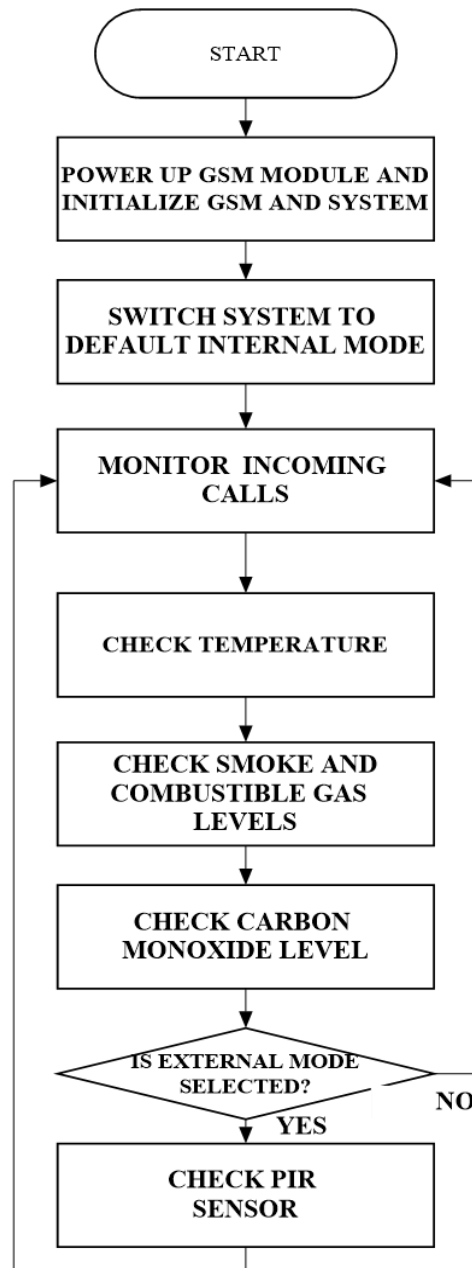 START
POWER UP GSM MODULE AND
INITIALIZE GSM AND SYSTEM
SWITCH SYSTEM TO
DEFAULT INTERNAL MODE
MONITOR INCOMING
CALLS
CHECK TEMPERATURE
CHECK SMOKE AND
COMBUSTIBLE GAS
LEVELS
CHECK CARBON
MONOXIDE LEVEL
IS EXTERNAL MODE
SELECTED?
NO
YES
CHECK PIR
SENSOR